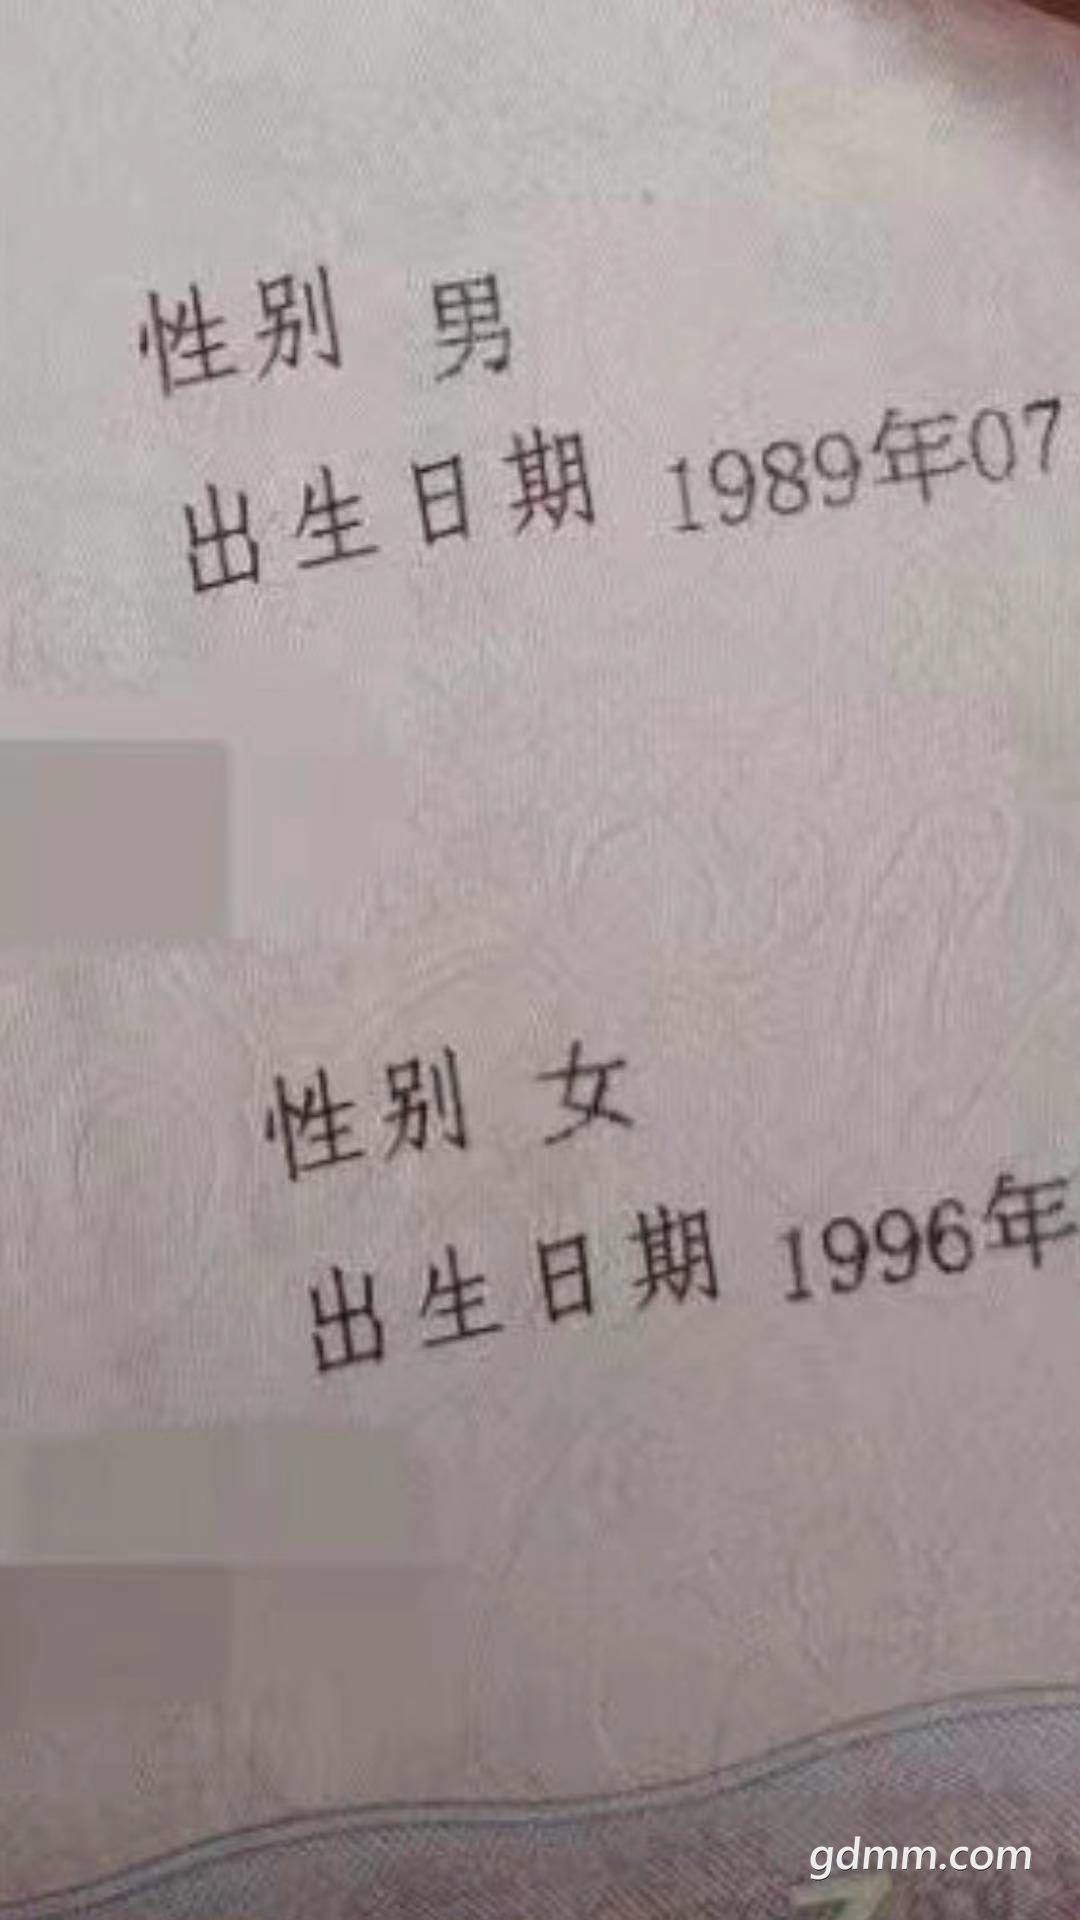 性别 男
出生日期 1989年07
性别 女
出生日期 1996年
gdmm.com